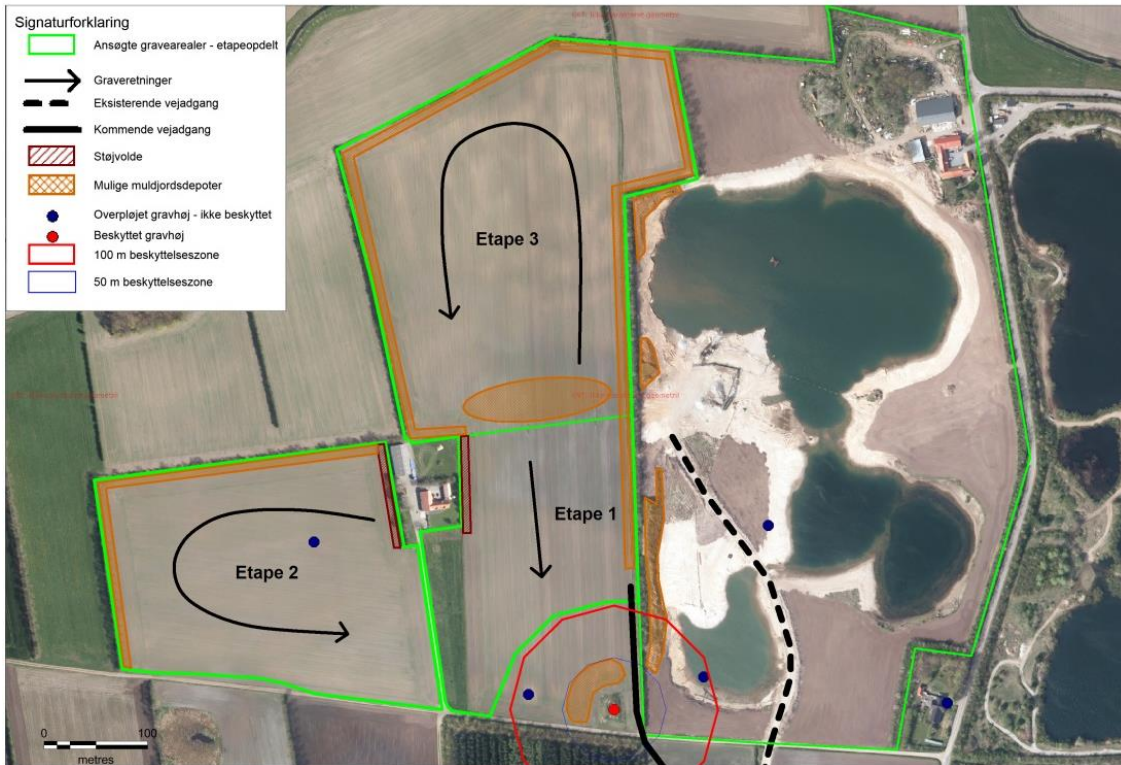 Signaturforklaring
Ansøgte gravearealer - etapeopdelt
Graveretninger
Eksisterende vejadgang
Kommende vejadgang
Støjvolde
Mulige muldjordsdepoter
Overpløjet gravhøj - ikke beskyttet
Beskyttet gravhøj
100 m beskyttelseszone
50 m beskyttelseszone
Etape 3
Etape 1
Etape 2
0 100
metres